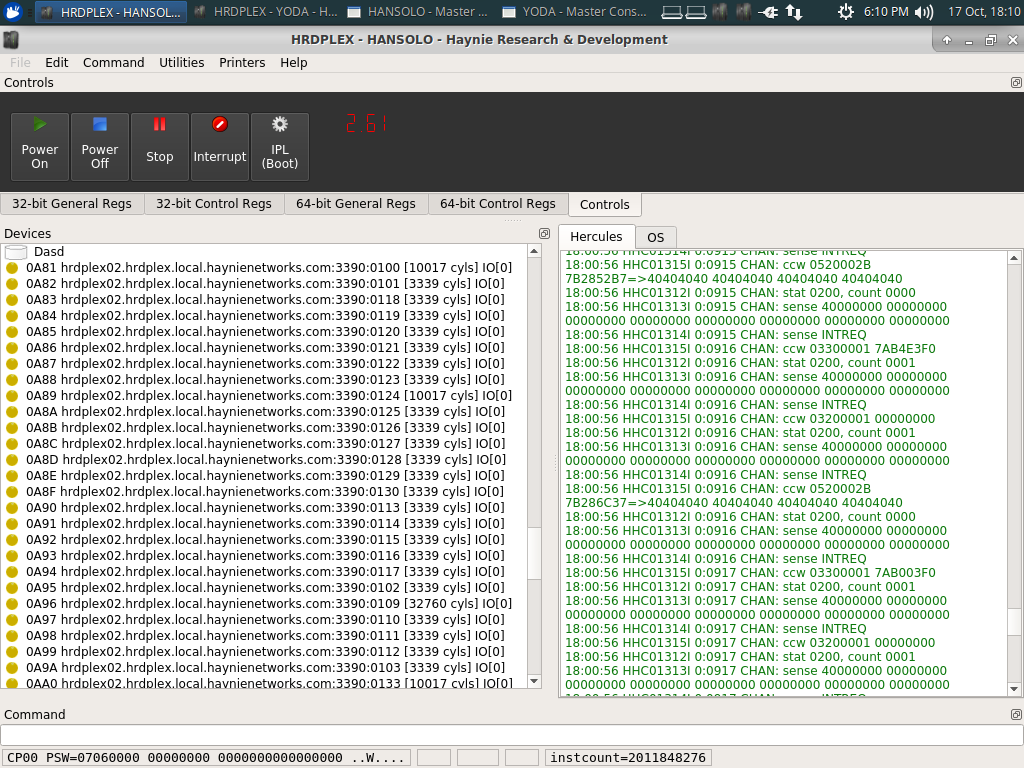 HRDPLEX - HANSOL...
HRDPLEX - YODA - H...
HANSOLO - Master ...
YODA - Master Cons...
6:10 PM
17 Oct, 18:10
HRDPLEX - HANSOLO - Haynie Research & Development
File Edit Command Utilities Printers Help
Controls
Power On
Power Off
Stop
Interrupt
IPL (Boot)
261
32-bit General Regs
32-bit Control Regs
64-bit General Regs
64-bit Control Regs
Controls
Devices
Dasd
0A81 hrdplex02.hrdplex.local.haynienetworks.com:3390:0100 [10017 cyls] IO[0]
0A82 hrdplex02.hrdplex.local.haynienetworks.com:3390:0101 [3339 cyls] IO[0]
0A83 hrdplex02.hrdplex.local.haynienetworks.com:3390:0118 [3339 cyls] IO[0]
0A84 hrdplex02.hrdplex.local.haynienetworks.com:3390:0119 [3339 cyls] IO[0]
0A85 hrdplex02.hrdplex.local.haynienetworks.com:3390:0120 [3339 cyls] IO[0]
0A86 hrdplex02.hrdplex.local.haynienetworks.com:3390:0121 [3339 cyls] IO[0]
0A87 hrdplex02.hrdplex.local.haynienetworks.com:3390:0122 [3339 cyls] IO[0]
0A88 hrdplex02.hrdplex.local.haynienetworks.com:3390:0123 [3339 cyls] IO[0]
0A89 hrdplex02.hrdplex.local.haynienetworks.com:3390:0124 [10017 cyls] IO[0]
0A8A hrdplex02.hrdplex.local.haynienetworks.com:3390:0125 [3339 cyls] IO[0]
0A8B hrdplex02.hrdplex.local.haynienetworks.com:3390:0126 [3339 cyls] IO[0]
0A8C hrdplex02.hrdplex.local.haynienetworks.com:3390:0127 [3339 cyls] IO[0]
0A8D hrdplex02.hrdplex.local.haynienetworks.com:3390:0128 [3339 cyls] IO[0]
0A8E hrdplex02.hrdplex.local.haynienetworks.com:3390:0129 [3339 cyls] IO[0]
0A8F hrdplex02.hrdplex.local.haynienetworks.com:3390:0130 [3339 cyls] IO[0]
0A90 hrdplex02.hrdplex.local.haynienetworks.com:3390:0113 [3339 cyls] IO[0]
0A91 hrdplex02.hrdplex.local.haynienetworks.com:3390:0114 [3339 cyls] IO[0]
0A92 hrdplex02.hrdplex.local.haynienetworks.com:3390:0115 [3339 cyls] IO[0]
0A93 hrdplex02.hrdplex.local.haynienetworks.com:3390:0116 [3339 cyls] IO[0]
0A94 hrdplex02.hrdplex.local.haynienetworks.com:3390:0117 [3339 cyls] IO[0]
0A95 hrdplex02.hrdplex.local.haynienetworks.com:3390:0102 [3339 cyls] IO[0]
0A96 hrdplex02.hrdplex.local.haynienetworks.com:3390:0109 [32760 cyls] IO[0]
0A97 hrdplex02.hrdplex.local.haynienetworks.com:3390:0110 [3339 cyls] IO[0]
0A98 hrdplex02.hrdplex.local.haynienetworks.com:3390:0111 [3339 cyls] IO[0]
0A99 hrdplex02.hrdplex.local.haynienetworks.com:3390:0112 [3339 cyls] IO[0]
0A9A hrdplex02.hrdplex.local.haynienetworks.com:3390:0103 [3339 cyls] IO[0]
0AA0 hrdplex02.hrdplex.local.haynienetworks.com:3390:0133 [10017 cyls] IO[0]
Hercules
OS
18:00:56 HHC01314I 0:0915 CHAN: sense INTREQ
18:00:56 HHC01315I 0:0915 CHAN: ccw 0520002B
7B2852B7=>40404040 40404040 40404040 40404040
18:00:56 HHC01312I 0:0915 CHAN: stat 0200, count 0000
18:00:56 HHC01313I 0:0915 CHAN: sense 40000000 00000000
00000000 00000000 00000000 00000000 00000000 00000000
18:00:56 HHC01314I 0:0915 CHAN: sense INTREQ
18:00:56 HHC01315I 0:0916 CHAN: ccw 03300001 7AB4E3F0
18:00:56 HHC01312I 0:0916 CHAN: stat 0200, count 0001
18:00:56 HHC01313I 0:0916 CHAN: sense 40000000 00000000
00000000 00000000 00000000 00000000 00000000 00000000
18:00:56 HHC01314I 0:0916 CHAN: sense INTREQ
18:00:56 HHC01315I 0:0916 CHAN: ccw 03200001 00000000
18:00:56 HHC01312I 0:0916 CHAN: stat 0200, count 0001
18:00:56 HHC01313I 0:0916 CHAN: sense 40000000 00000000
00000000 00000000 00000000 00000000 00000000 00000000
18:00:56 HHC01314I 0:0916 CHAN: sense INTREQ
18:00:56 HHC01315I 0:0916 CHAN: ccw 0520002B
7B286C37=>40404040 40404040 40404040 40404040
18:00:56 HHC01312I 0:0916 CHAN: stat 0200, count 0000
18:00:56 HHC01313I 0:0916 CHAN: sense 40000000 00000000
00000000 00000000 00000000 00000000 00000000 00000000
18:00:56 HHC01314I 0:0916 CHAN: sense INTREQ
18:00:56 HHC01315I 0:0917 CHAN: ccw 03300001 7AB003F0
18:00:56 HHC01312I 0:0917 CHAN: stat 0200, count 0001
18:00:56 HHC01313I 0:0917 CHAN: sense 40000000 00000000
00000000 00000000 00000000 00000000 00000000 00000000
18:00:56 HHC01314I 0:0917 CHAN: sense INTREQ
18:00:56 HHC01315I 0:0917 CHAN: ccw 03200001 00000000
18:00:56 HHC01312I 0:0917 CHAN: stat 0200, count 0001
18:00:56 HHC01313I 0:0917 CHAN: sense 40000000 00000000
00000000 00000000 00000000 00000000 00000000 00000000
18:00:56 HHC01314I 0:0917 CHAN: sense INTREQ
Command
CP00 PSW=07060000 00000000 0000000000000000 ..W....
instcount=2011848276